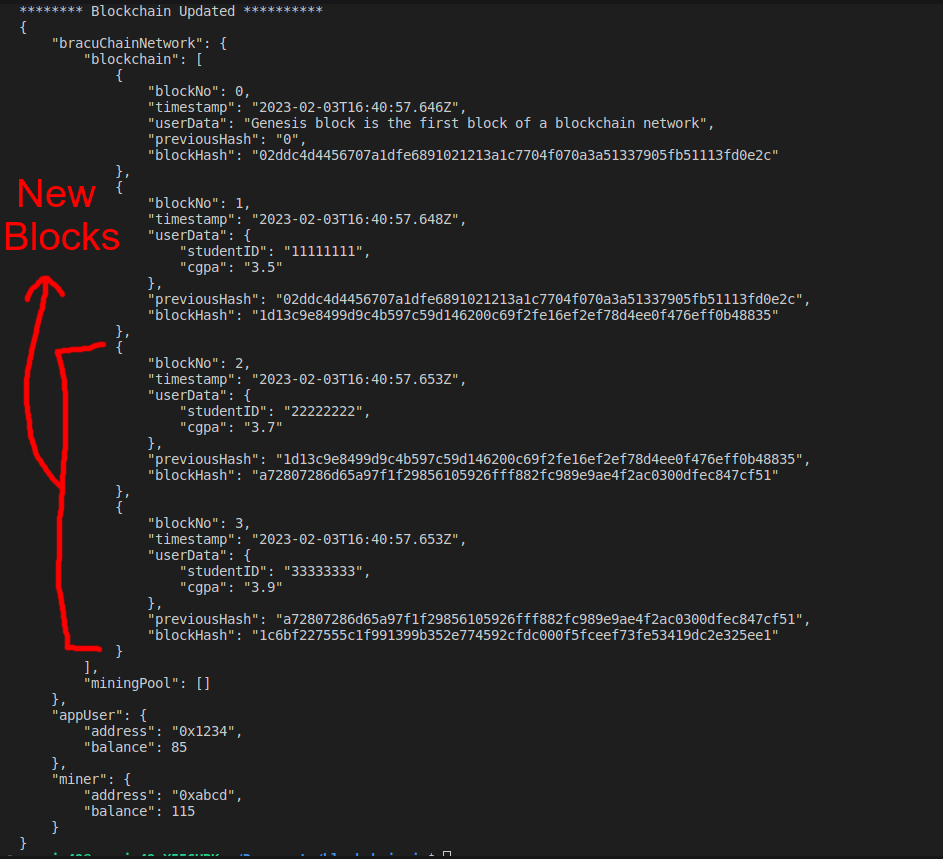 ******** Blockchain Updated **********
{
"bracuChainNetwork": {
"blockchain": [
{
"blockNo": 0,
"timestamp": "2023-02-03T16:40:57.646Z",
"userData": "Genesis block is the first block of a blockchain network",
"previousHash": "0",
"blockHash": "02ddc4d4456707a1dfe6891021213a1c7704f070a3a51337905fb51113fd0e2c"
},
{
"blockNo": 1,
"timestamp": "2023-02-03T16:40:57.648Z",
"userData": {
"studentID": "11111111",
"cgpa": "3.5"
},
"previousHash": "02ddc4d4456707a1dfe6891021213a1c7704f070a3a51337905fb51113fd0e2c",
"blockHash": "1d13c9e8499d9c4b597c59d146200c69f2fe16ef2ef78d4ee0f476eff0b48835"
},
New
Blocks
{
"blockNo": 2,
"timestamp": "2023-02-03T16:40:57.653Z",
"userData": {
"studentID": "22222222",
"cgpa": "3.7"
},
"previousHash": "1d13c9e8499d9c4b597c59d146200c69f2fe16ef2ef78d4ee0f476eff0b48835",
"blockHash": "a72807286d65a97f1f29856105926fff882fc989e9ae4f2ac0300dfec847cf51"
},
{
"blockNo": 3,
"timestamp": "2023-02-03T16:40:57.653Z",
"userData": {
"studentID": "33333333",
"cgpa": "3.9"
},
"previousHash": "a72807286d65a97f1f29856105926fff882fc989e9ae4f2ac0300dfec847cf51",
"blockHash": "1c6bf227555c1f991399b352e774592cfdc000f5fceef73fe53419dc2e325ee1"
}
],
"miningPool": []
},
"appUser": {
"address": "0x1234",
"balance": 85
},
"miner": {
"address": "0xabcd",
"balance": 115
}
}